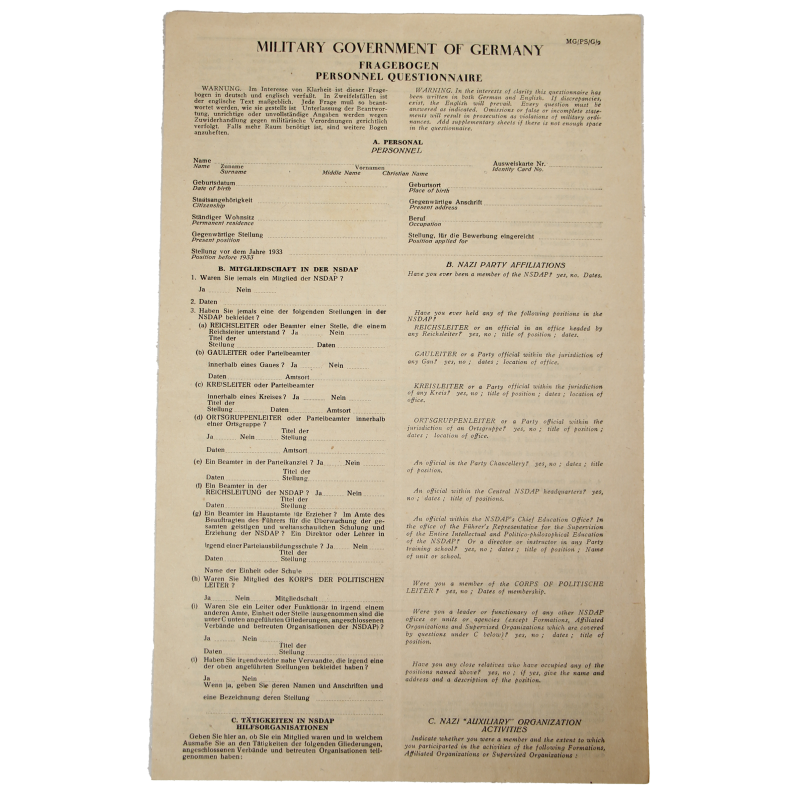 MG/PS/G/9
MILITARY GOVERNMENT OF GERMANY
FRAGEBOGEN
PERSONNEL QUESTIONNAIRE
WARNUNG. Im Interesse von Klarheit ist dieser Frage-
bogen in deutsch und englisch verfaßt. In Zweifelsfällen ist
der englische Text maßgeblich. Jede Frage muß so beant-
wortet werden, wie sie gestellt ist. Unterlassung der Beantwor-
tung, unrichtige oder unvollständige Angaben werden wegen
Zuwiderhandlung gegen militärische Verordnungen gerichtlich
verfolgt. Falls mehr Raum benötigt ist, sind weitere Bogen
anzuheften.
WARNING. In the interests of clarity this questionnaire has
been written in both German and English. If discrepancies,
exist, the English will prevail. Every question must be
answered as indicated. Omissions or false or incomplete state-
ments will result in prosecution as violations of military ordi-
nances. Add supplementary sheets if there is not enough space
in the questionnaire.
A. PERSONAL
PERSONNEL
Name Ausweiskarte Nr.
Name Zuname Vornamen Identity Card No.
Surname Middle Name Christian Name
Geburtsdatum Geburtsort
Date of birth Place of birth
Staatsangehörigkeit Gegenwärtige Anschrift
Citizenship Present address
Ständiger Wohnsitz Beruf
Permanent residence Occupation
Gegenwärtige Stellung Stellung, für die Bewerbung eingereicht
Present position Position applied for
Stellung vor dem Jahre 1933
Position before 1933
B. MITGLIEDSCHAFT IN DER NSDAP
1. Waren Sie jemals ein Mitglied der NSDAP ?
Ja Nein
2. Daten
3. Haben Sie jemals eine der folgenden Stellungen in der
NSDAP bekleidet ?
(a) REICHSLEITER oder Beamter einer Stelle, die einem
Reichsleiter unterstand ? Ja Nein
Titel der
Stellung Daten
(b) GAULEITER oder Parteibeamter
innerhalb eines Gaues ? Ja Nein
Daten Amtsort
(c) KREISLEITER oder Parteibeamter
innerhalb eines Kreises ? Ja Nein
Titel der
Stellung Daten Amtsort
(d) ORTSGRUPPENLEITER oder Parteibeamter innerhalb
einer Ortsgruppe ?
Titel der
Ja Nein Stellung
Daten Amtsort
(e) Ein Beamter in der Parteikanzlei ? Ja Nein
Titel der
Daten Stellung
(f) Ein Beamter in der
REICHSLEITUNG der NSDAP ? Ja Nein
Titel der
Daten Stellung
(g) Ein Beamter im Hauptamte für Erzieher ? Im Amte des
Beauftragten des Führers für die Überwachung der ge-
samten geistigen und weltanschaulichen Schulung und
Erziehung der NSDAP ? Ein Direktor oder Lehrer in
irgend einer Parteiausbildungsschule ? Ja Nein
Titel der
Daten Stellung
Name der Einheit oder Schule
(h) Waren Sie Mitglied des KORPS DER POLITISCHEN
LEITER ?
Ja Nein Mitgliedschaft
(i) Waren Sie ein Leiter oder Funktionär in irgend einem
anderen Amte, Einheit oder Stelle (ausgenommen sind die
unter C unten angeführten Gliederungen, angeschlossenen
Verbände und betreuten Organisationen der NSDAP) ?
Ja Nein
Titel der
Daten Stellung
(i) Haben Sie irgendwelche nahe Verwandte, die irgend eine
der oben angeführten Stellungen bekleidet haben ?
Ja Nein
Wenn ja, geben Sie deren Namen und Anschriften und
eine Bezeichnung deren Stellung
C. TÄTIGKEITEN IN NSDAP
HILFSORGANISATIONEN
Geben Sie hier an, ob Sie ein Mitglied waren und in welchem
Ausmaße Sie an den Tätigkeiten der folgenden Gliederungen,
angeschlossenen Verbände und betreuten Organisationen teil-
genommen haben:
B. NAZI PARTY AFFILIATIONS
Have you ever been a member of the NSDAP? yes, no. Dates.
Have you ever held any of the following positions in the
NSDAP?
REICHSLEITER or an official in an office headed by
any Reichsleiter? yes, no ; title of position ; dates.
GAULEITER or a Party official within the jurisdiction of
any Gau? yes, no ; dates ; location of office.
KREISLEITER or a Party official within the jurisdiction
of any Kreis? yes, no ; title of position ; dates ; location of
office.
ORTSGRUPPENLEITER or a Party official within the
jurisdiction of an Ortsgruppe? yes, no ; title of position ;
dates ; location of office.
An official in the Party Chancellery? yes, no ; dates ; title
of position.
An official within the Central NSDAP headquarters? yes,
no ; dates ; title of positions.
An official within the NSDAP's Chief Education Office? In
the office of the Führer's Representative for the Supervision
of the Entire Intellectual and Politico-philosophical Education
of the NSDAP? Or a director or instructor in any Party
training school? yes, no ; dates ; title of position ; Name
of unit or school.
Were you a member of the CORPS OF POLITISCHE
LEITER ? yes, no ; Dates of membership.
Were you a leader or functionary of any other NSDAP
offices or units or agencies (except Formations, Affiliated
Organizations and Supervised Organizations which are covered
by questions under C below)? yes, no ; dates ; title of
position.
Have you any close relatives who have occupied any of the
positions named above? yes, no ; if yes, give the name and
address and a description of the position.
C. NAZI "AUXILIARY" ORGANIZATION
ACTIVITIES
Indicate whether you were a member and the extent to which
you participated in the activities of the following Formations,
Affiliated Organizations or Supervised Organizations :